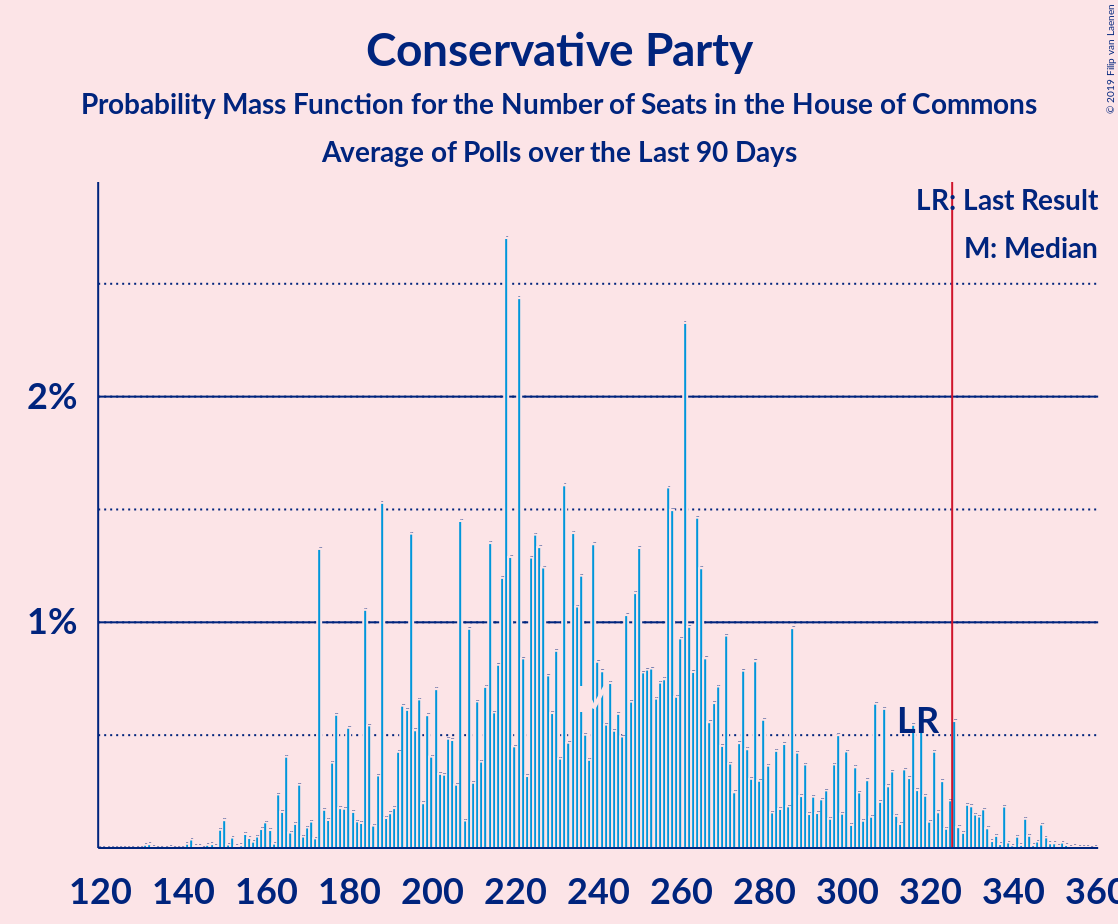 Conservative Party
Probability Mass Function for the Number of Seats in the House of Commons
Average of Polls over the Last 90 Days
© 2019 Filip van Laenen
LR: Last Result
M: Median
2%
1%
LR
120 140 160 180 200 220 240 260 280 300 320 340 360